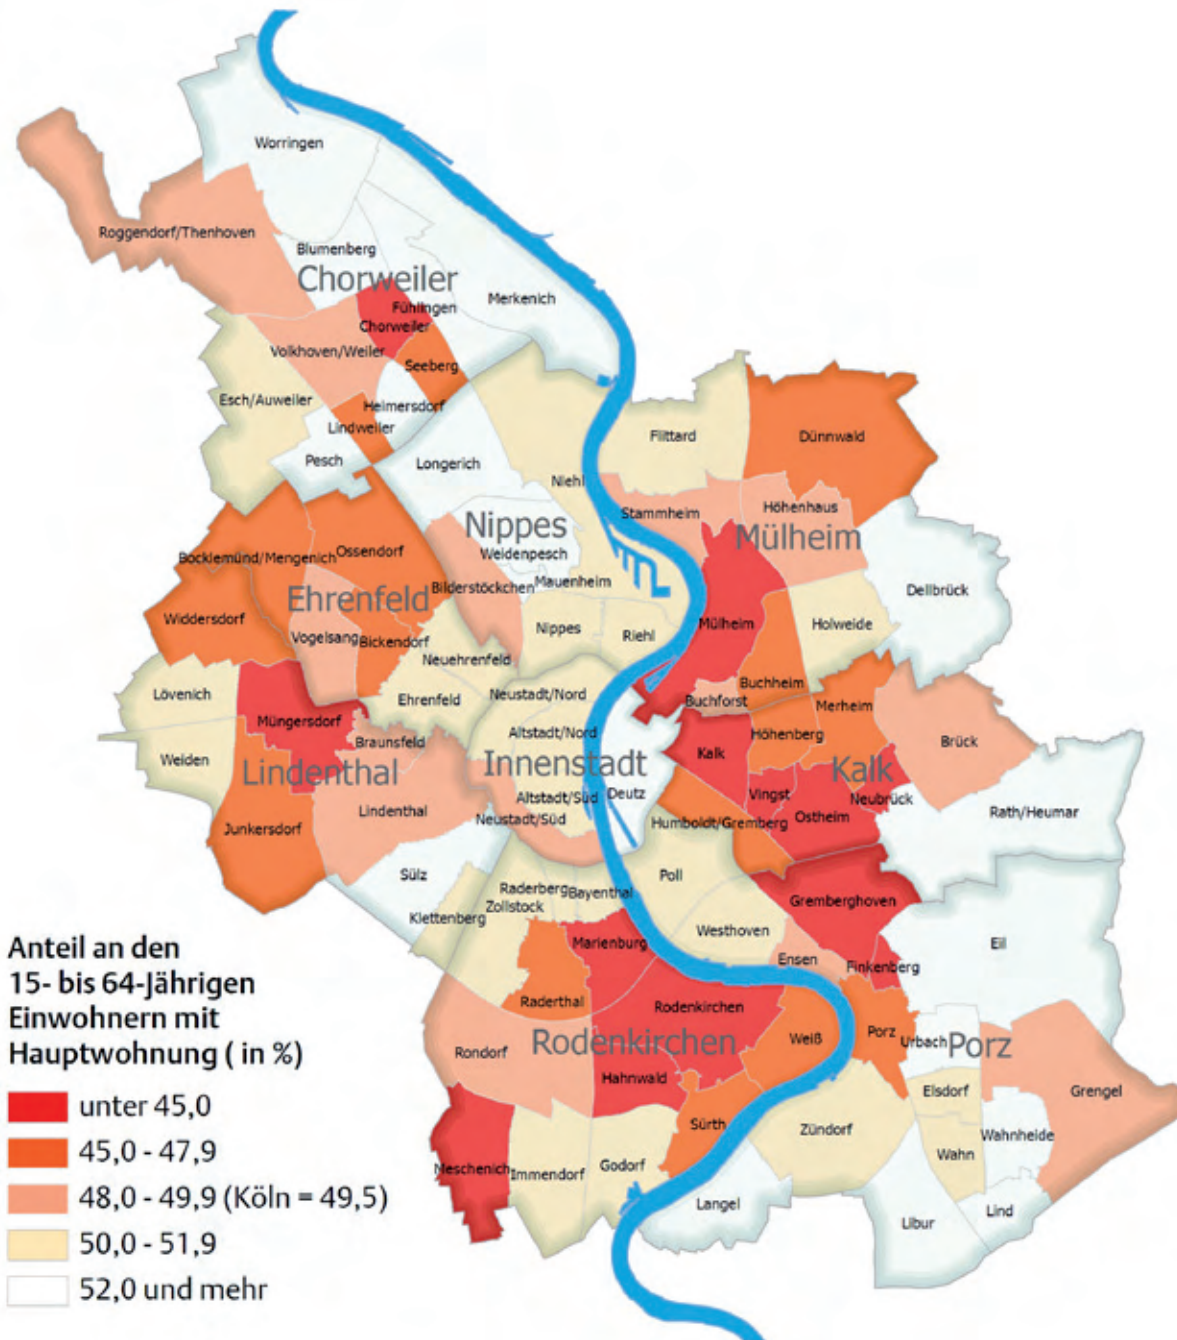 Worringen
Roggendorf/Thenhoven
Blumenberg
Chorweiler
Merkenich
Fühlingen
Chorweiler
Volkhoven/Weiler
Seeberg
Esch/Auweiler
Heimersdorf
Lindweiler
Pesch
Longerich
Flittard
Dünnwald
Niehl
Stammheim
Höhenhaus
Nippes
Mülheim
Weidenpesch
Bocklemünd/Mengenich
Ossendorf
Mauenheim
Bilderstöckchen
Dellbrück
Ehrenfeld
Widdersdorf
Vogelsang
Bickendorf
Nippes
Riehl
Mülheim
Holweide
Neuehrenfeld
Lövenich
Ehrenfeld
Neustadt/Nord
Buchheim
Buchforst
Merheim
Müngersdorf
Altstadt/Nord
Höhenberg
Braunsfeld
Brück
Weiden
Kalk
Lindenthal
Innenstadt
Kalk
Altstadt/Süd
Deutz
Vingst
Neubrück
Lindenthal
Neustadt/Süd
Ostheim
Rath/Heumar
Junkersdorf
Humboldt/Gremberg
Sülz
Poll
Raderberg
Bayenthal
Zollstock
Klettenberg
Gremberghoven
Westhoven
Marienburg
Eil
Ensen
Finkenberg
Raderthal
Rodenkirchen
Weiß
Porz
Urbach
Porz
Rodenkirchen
Rondorf
Hahnwald
Elsdorf
Grengel
Sürth
Zündorf
Wahnheide
Wahn
Meschenich
Immendorf
Godorf
Langel
Libur
Lind
Anteil an den
15- bis 64-Jährigen
Einwohnern mit
Hauptwohnung ( in %)
unter 45,0
45,0 - 47,9
48,0 - 49,9 (Köln = 49,5)
50,0 - 51,9
52,0 und mehr